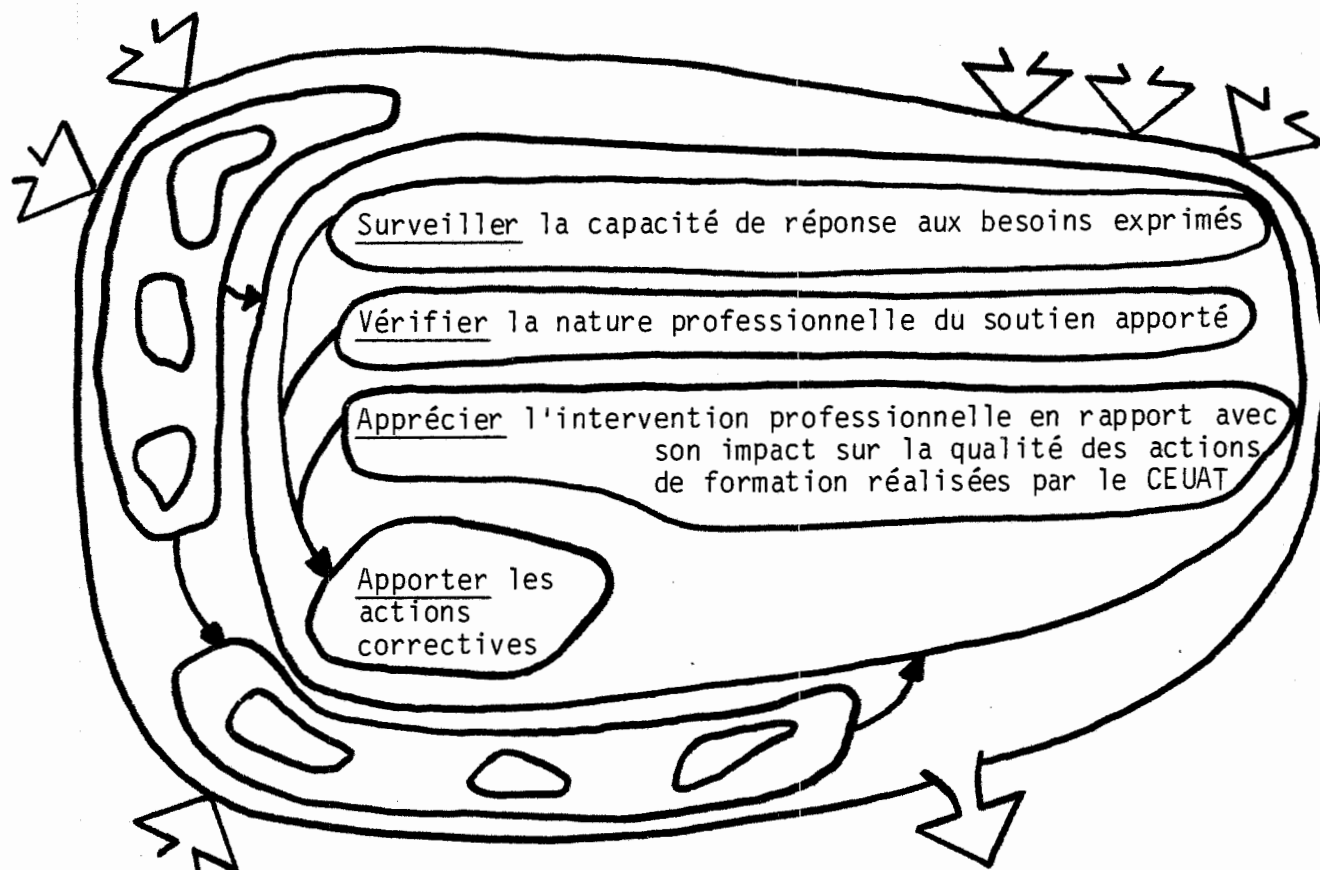 Surveiller la capacité de réponse aux besoins exprimés
Vérifier la nature professionnelle du soutien apporté
Apprécier l'intervention professionnelle en rapport avec
son impact sur la qualité des actions
de formation réalisées par le CEUAT
Apporter les
actions
correctives